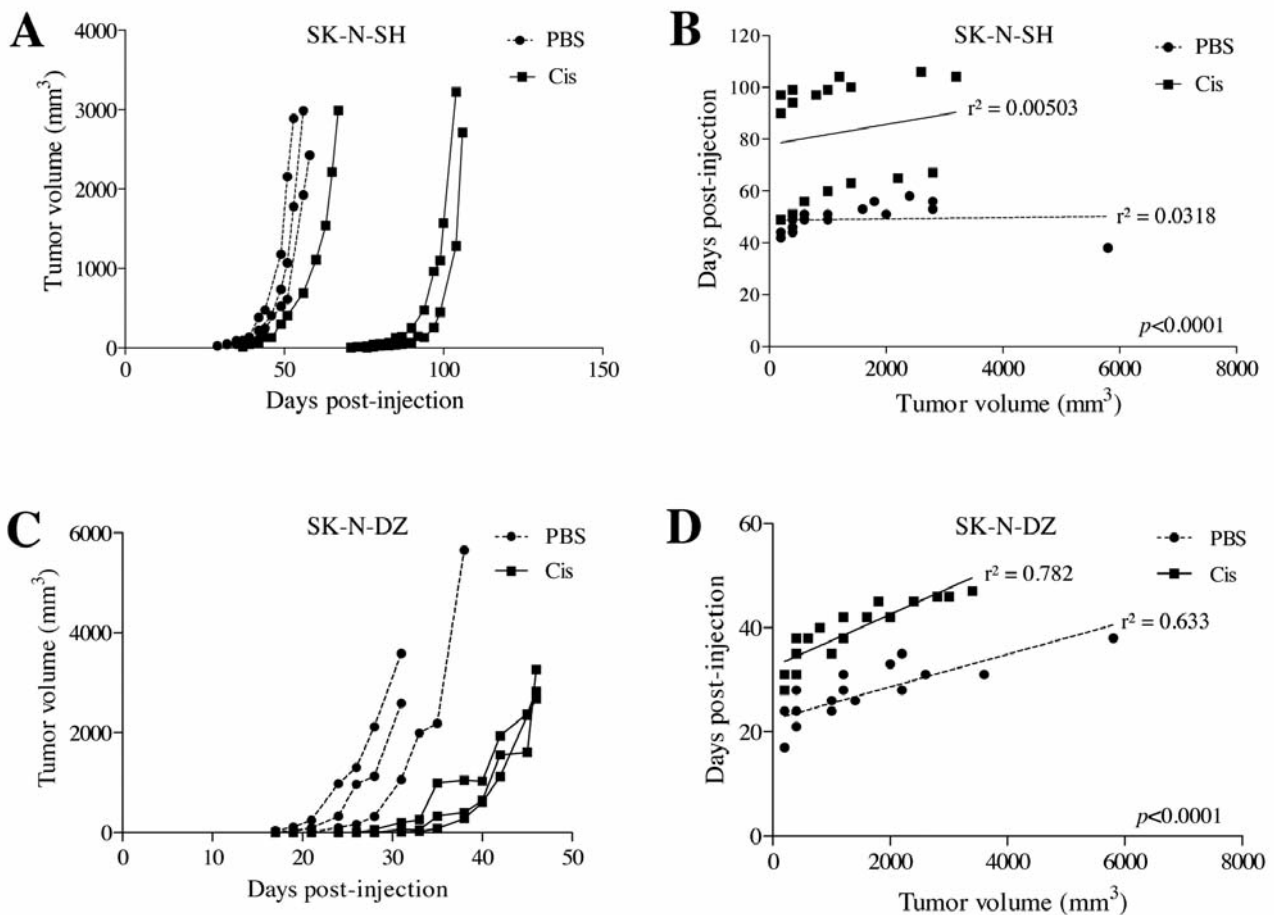 A
SK-N-SH
PBS
Cis
Tumor volume (mm³)
4000
3000
2000
1000
0
0 50 100 150
Days post-injection
B
SK-N-SH
PBS
Cis
Days post-injection
120
100
80
60
40
20
0
r² = 0.00503
r² = 0.0318
p<0.0001
0 2000 4000 6000 8000
Tumor volume (mm³)
C
SK-N-DZ
PBS
Cis
Tumor volume (mm³)
6000
4000
2000
0
0 10 20 30 40 50
Days post-injection
D
SK-N-DZ
PBS
Cis
Days post-injection
60
40
20
0
r² = 0.782
r² = 0.633
p<0.0001
0 2000 4000 6000 8000
Tumor volume (mm³)